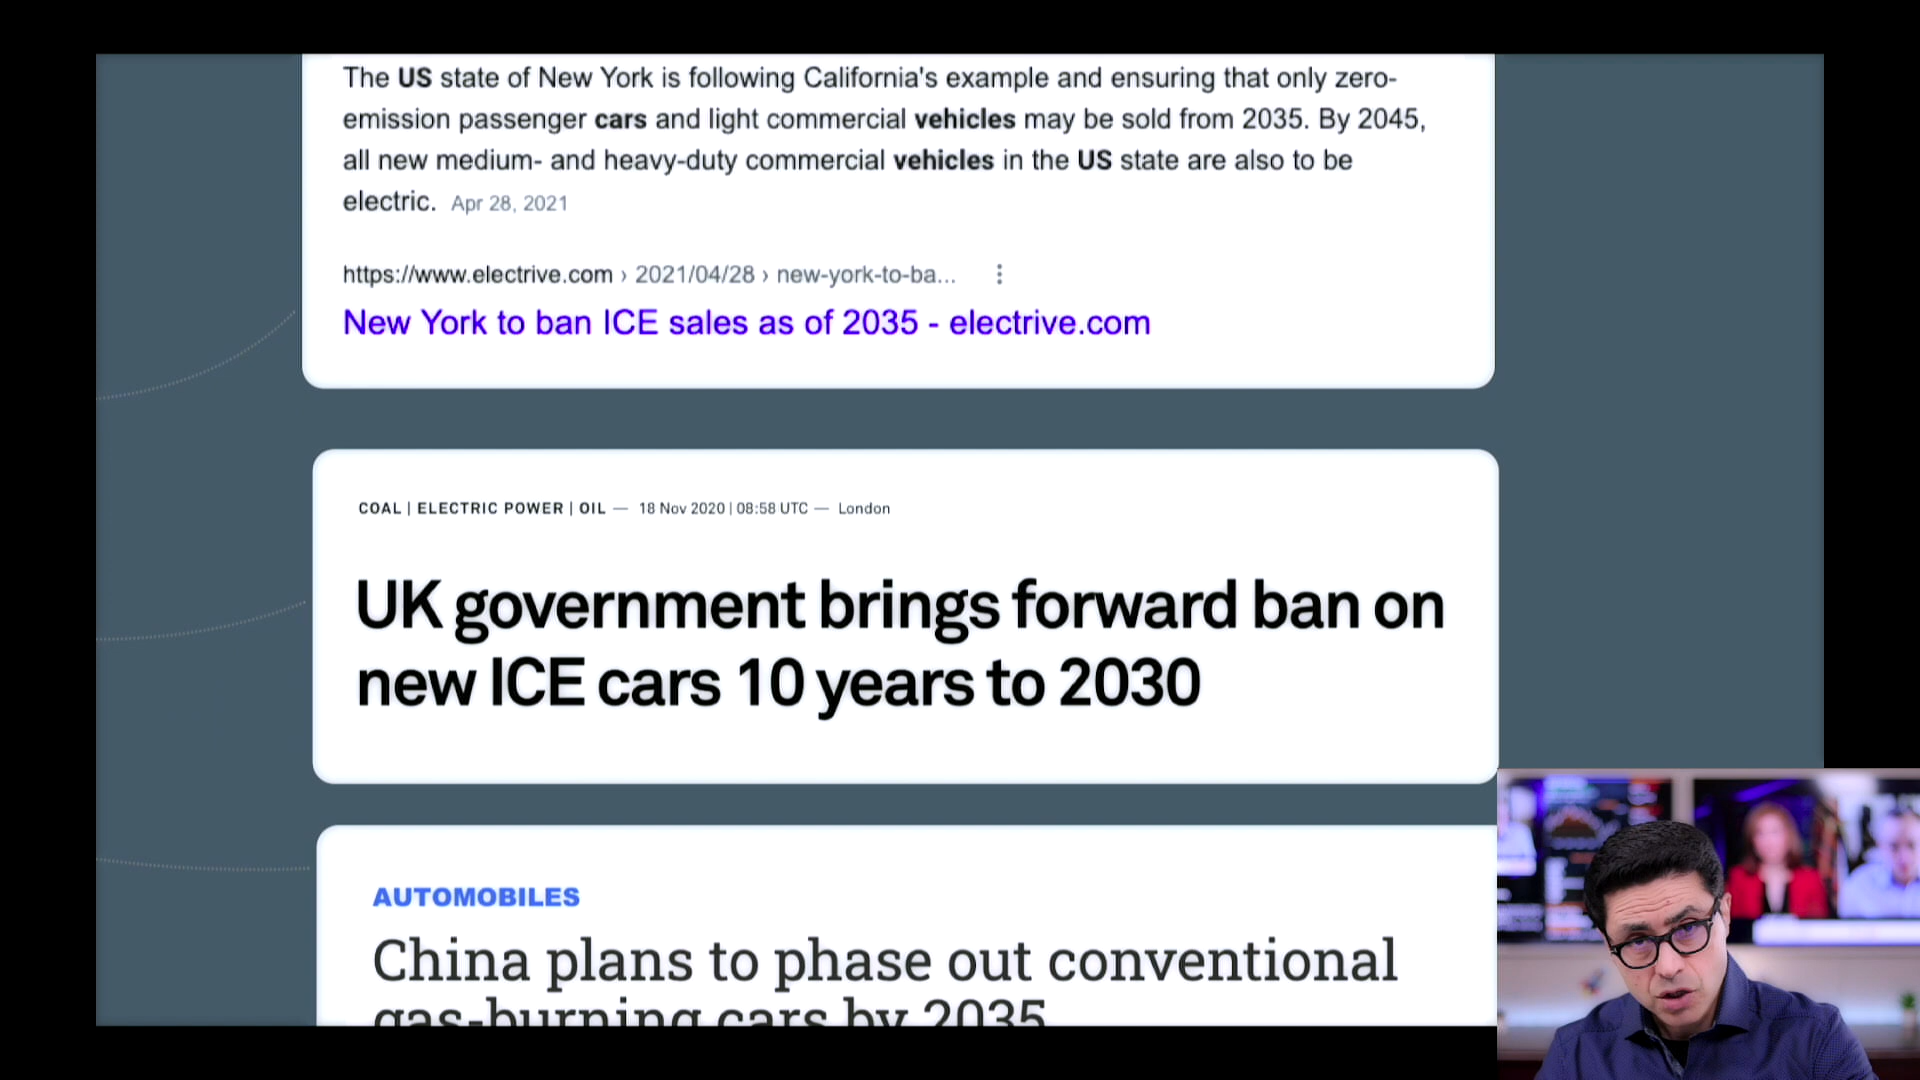 The US state of New York is following California's example and ensuring that only zero-
emission passenger cars and light commercial vehicles may be sold from 2035. By 2045,
all new medium- and heavy-duty commercial vehicles in the US state are also to be
electric. Apr 28, 2021
https://www.electrive.com › 2021/04/28 › new-york-to-ba...
New York to ban ICE sales as of 2035 - electrive.com
COAL | ELECTRIC POWER | OIL — 18 Nov 2020 | 08:58 UTC — London
UK government brings forward ban on
new ICE cars 10 years to 2030
AUTOMOBILES
China plans to phase out conventional
gas-burning cars by 2035